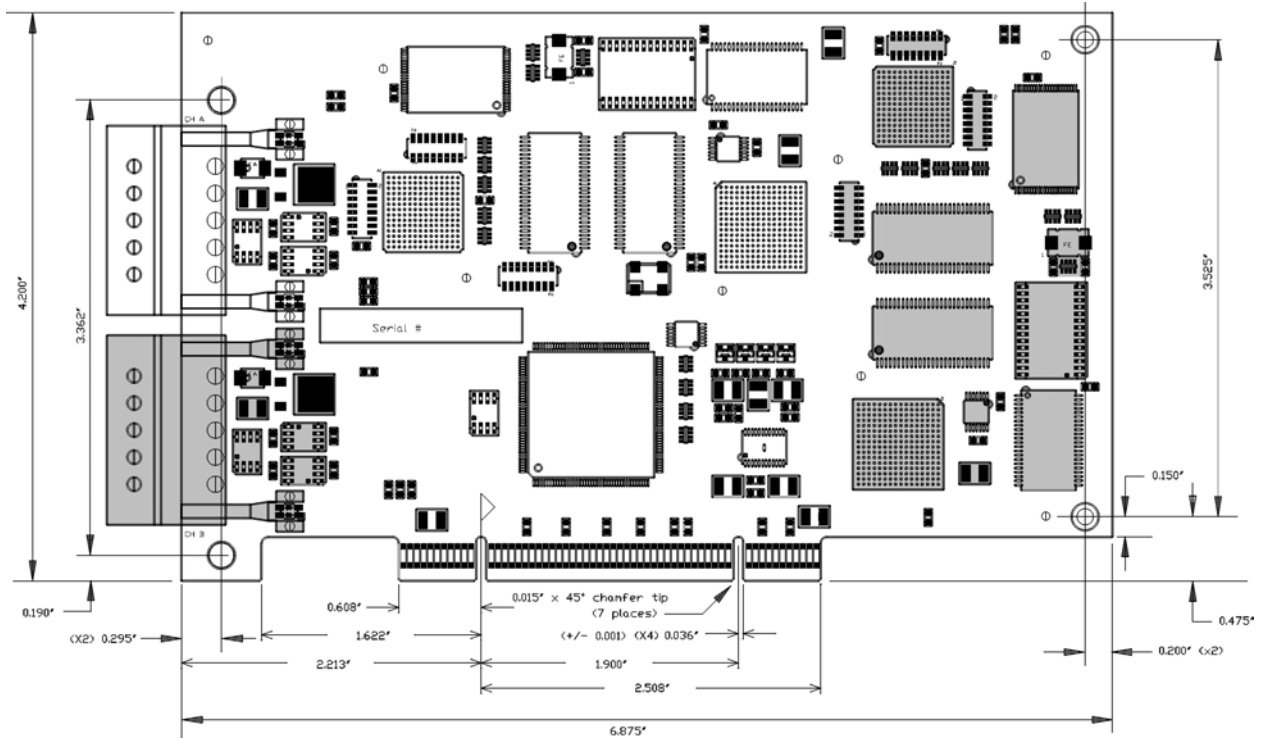 CH A
4.200"
3.362"
3.525"
Serial #
FE
0.150"
CH B
0.190"
0.608"
0.015" x 45° chamfer tip
(7 places)
0.475"
(X2) 0.295"
1.622"
(+/- 0.001) (X4) 0.036"
0.200" (x2)
2.213"
1.900"
2.508"
6.875"